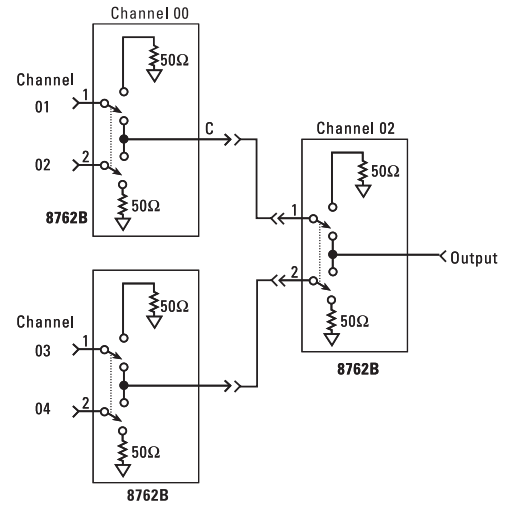 Channel 00
50Ω
Channel
01
1
02
2
C
50Ω
8762B
Channel 02
50Ω
1
2
Output
50Ω
8762B
50Ω
Channel
03
1
04
2
50Ω
8762B